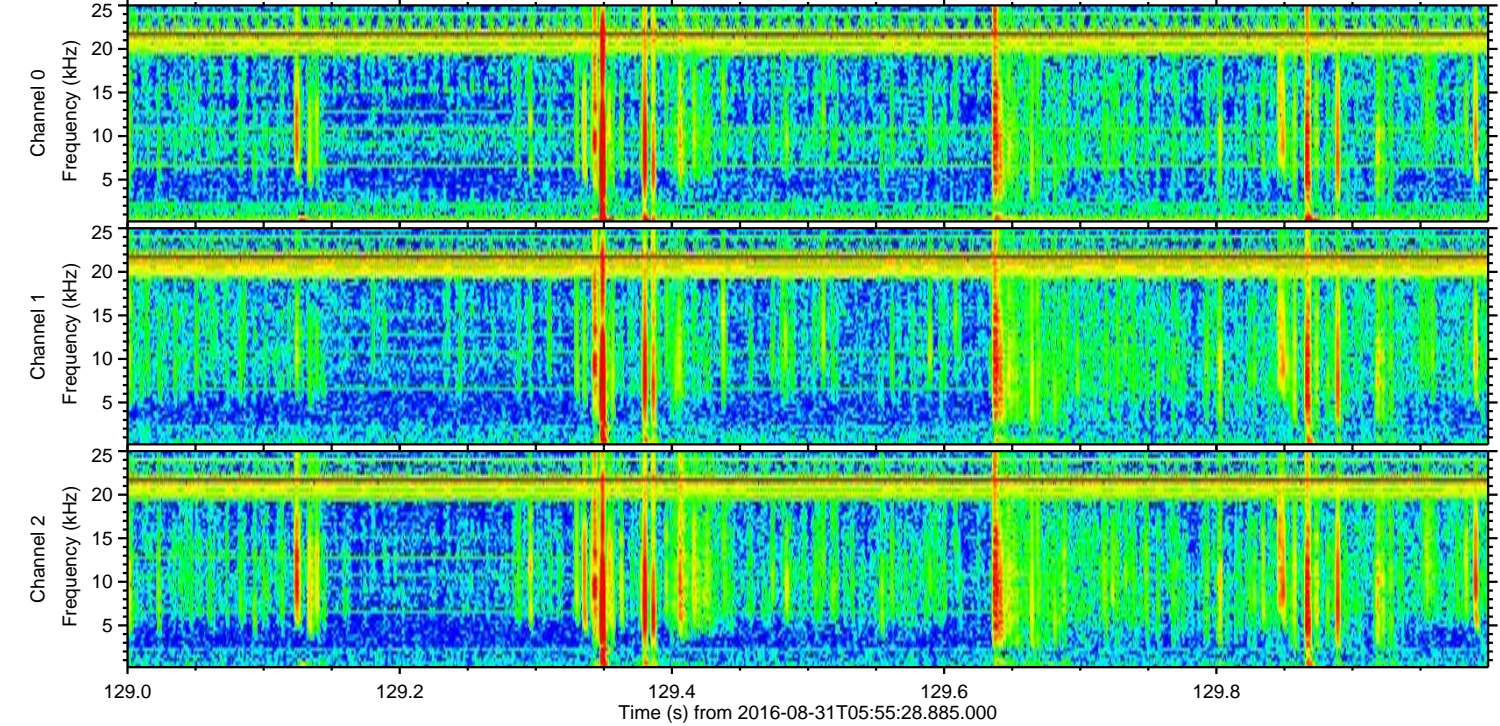 25
20
15
10
5
Channel 0
Frequency (kHz)
25
20
15
10
5
Channel 1
Frequency (kHz)
25
20
15
10
5
Channel 2
Frequency (kHz)
129.0 129.2 129.4 129.6 129.8
Time (s) from 2016-08-31T05:55:28.885.000